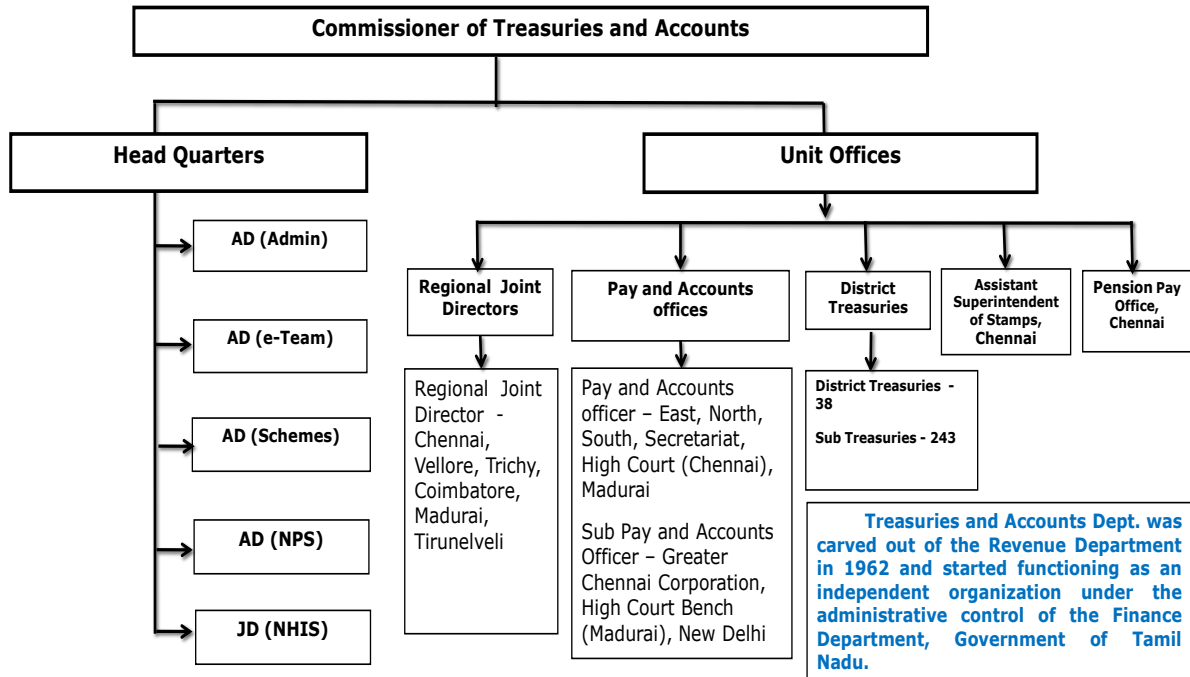 Commissioner of Treasuries and Accounts
Head Quarters
Unit Offices
AD (Admin)
AD (e-Team)
AD (Schemes)
AD (NPS)
JD (NHIS)
Regional Joint
Directors
Pay and Accounts
offices
District
Treasuries
Assistant
Superintendent
of Stamps,
Chennai
Pension Pay
Office,
Chennai
Regional Joint
Director -
Chennai,
Vellore, Trichy,
Coimbatore,
Madurai,
Tirunelveli
Pay and Accounts
officer – East, North,
South, Secretariat,
High Court (Chennai),
Madurai
Sub Pay and Accounts
Officer – Greater
Chennai Corporation,
High Court Bench
(Madurai), New Delhi
District Treasuries -
38
Sub Treasuries - 243
Treasuries and Accounts Dept. was
carved out of the Revenue Department
in 1962 and started functioning as an
independent organization under the
administrative control of the Finance
Department, Government of Tamil
Nadu.